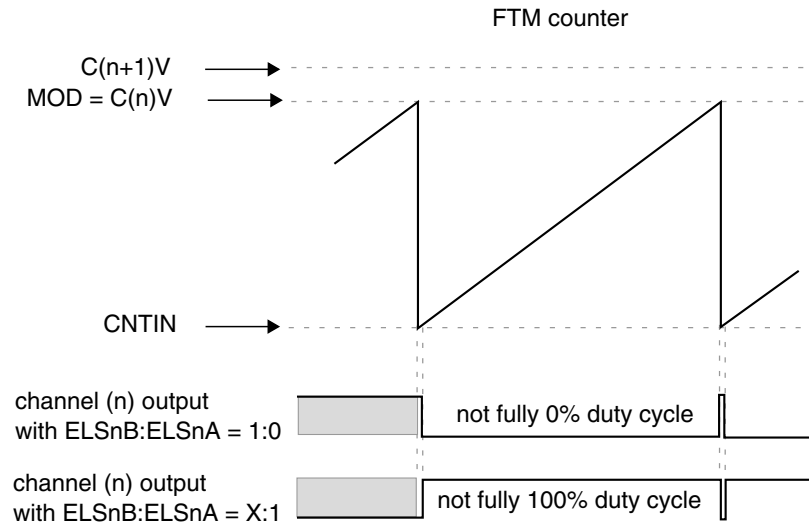 FTM counter
C(n+1)V
MOD = C(n)V
CNTIN
channel (n) output
with ELSnB:ELSnA = 1:0
not fully 0% duty cycle
channel (n) output
with ELSnB:ELSnA = X:1
not fully 100% duty cycle